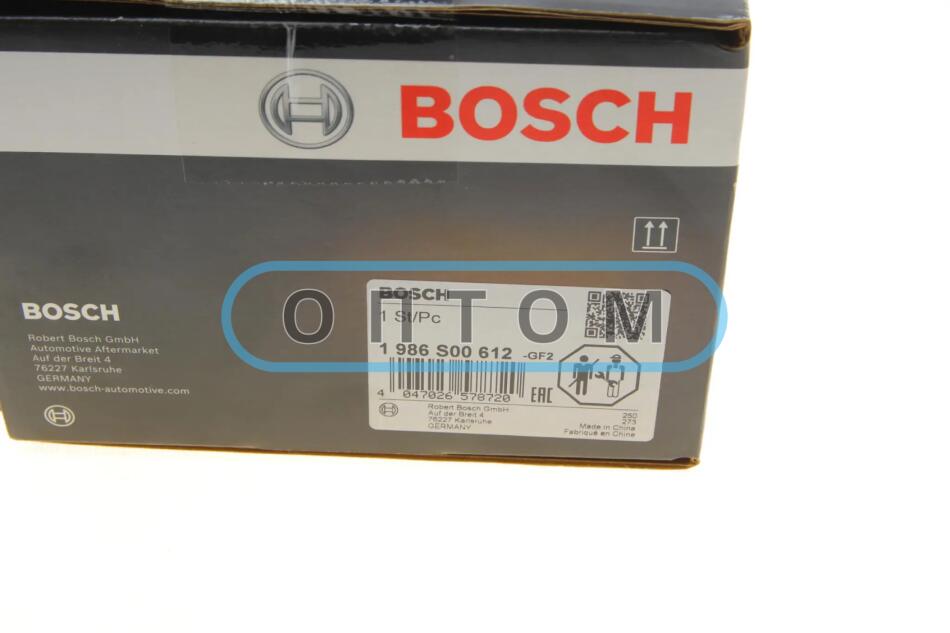 BOSCH
BOSCH
Robert Bosch GmbH
Automotive Aftermarket
Auf der Breit 4
76227 Karlsruhe
GERMANY
www.bosch-automotive.com
ОПТОМ
BOSCH
1 St/Pc
1 986 S00 612 -GF2
4 047026 578720
EAC
Robert Bosch GmbH
Auf der Breit 4
76227 Karlsruhe
GERMANY
250
273
Made in China
Fabriqué en Chine